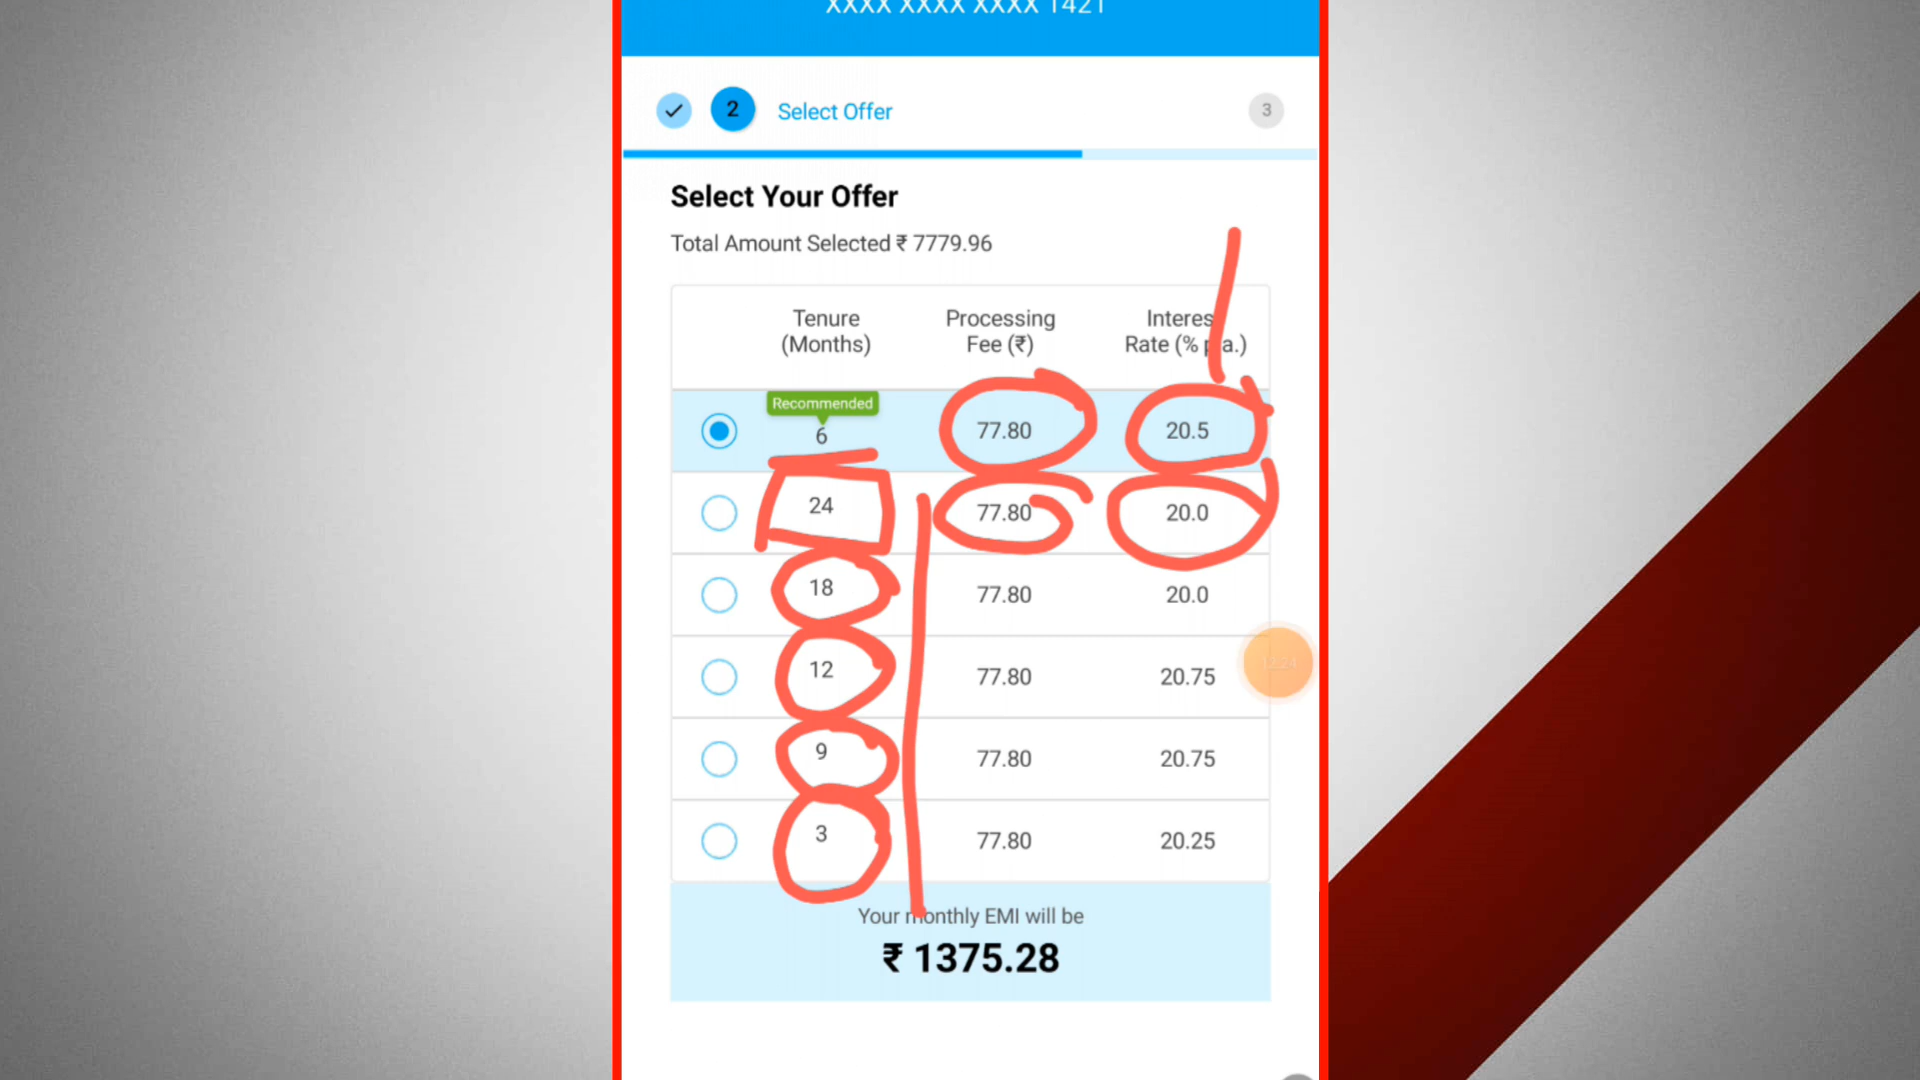 XXXX XXXX XXXX 1421
2 Select Offer 3
Select Your Offer
Total Amount Selected ₹ 7779.96
Tenure (Months) Processing Fee (₹) Interest Rate (% p.a.)
Recommended
6 77.80 20.5
24 77.80 20.0
18 77.80 20.0
12 77.80 20.75
12:24
9 77.80 20.75
3 77.80 20.25
Your monthly EMI will be
₹ 1375.28